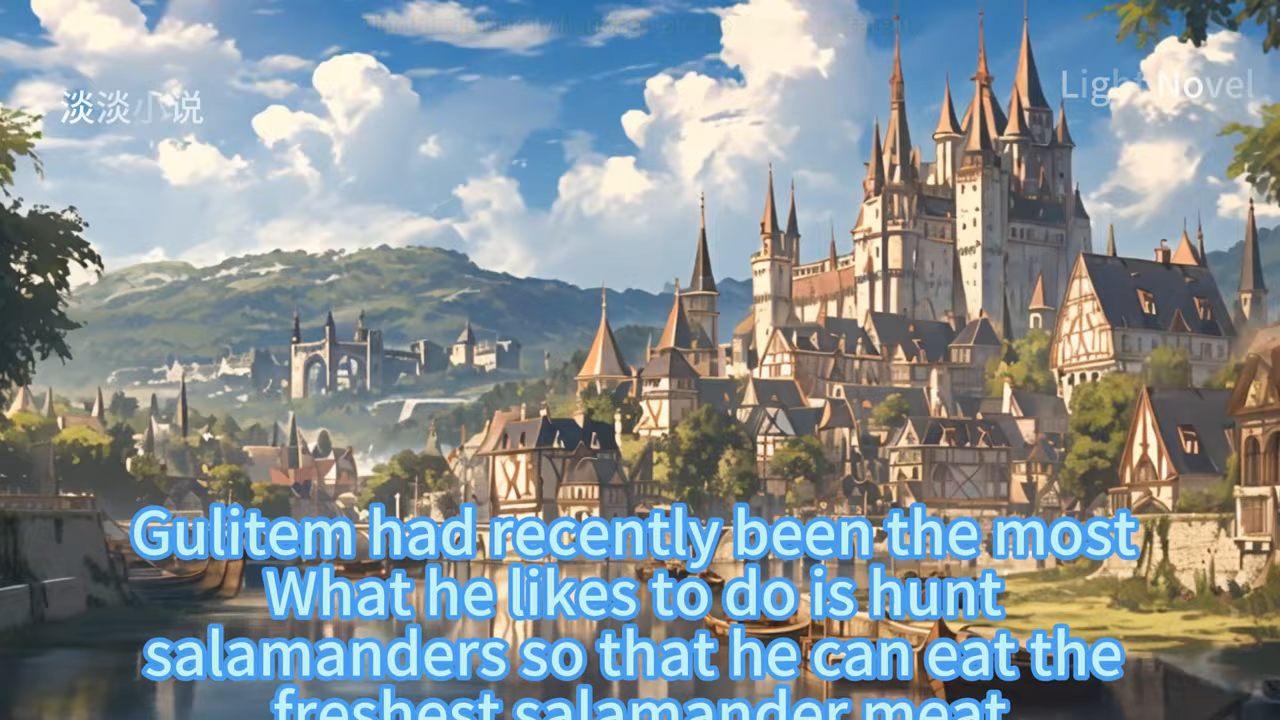 淡淡小说
Light Novel
Gulitem had recently been the most
What he likes to do is hunt
salamanders so that he can eat the
freshest salamander meat